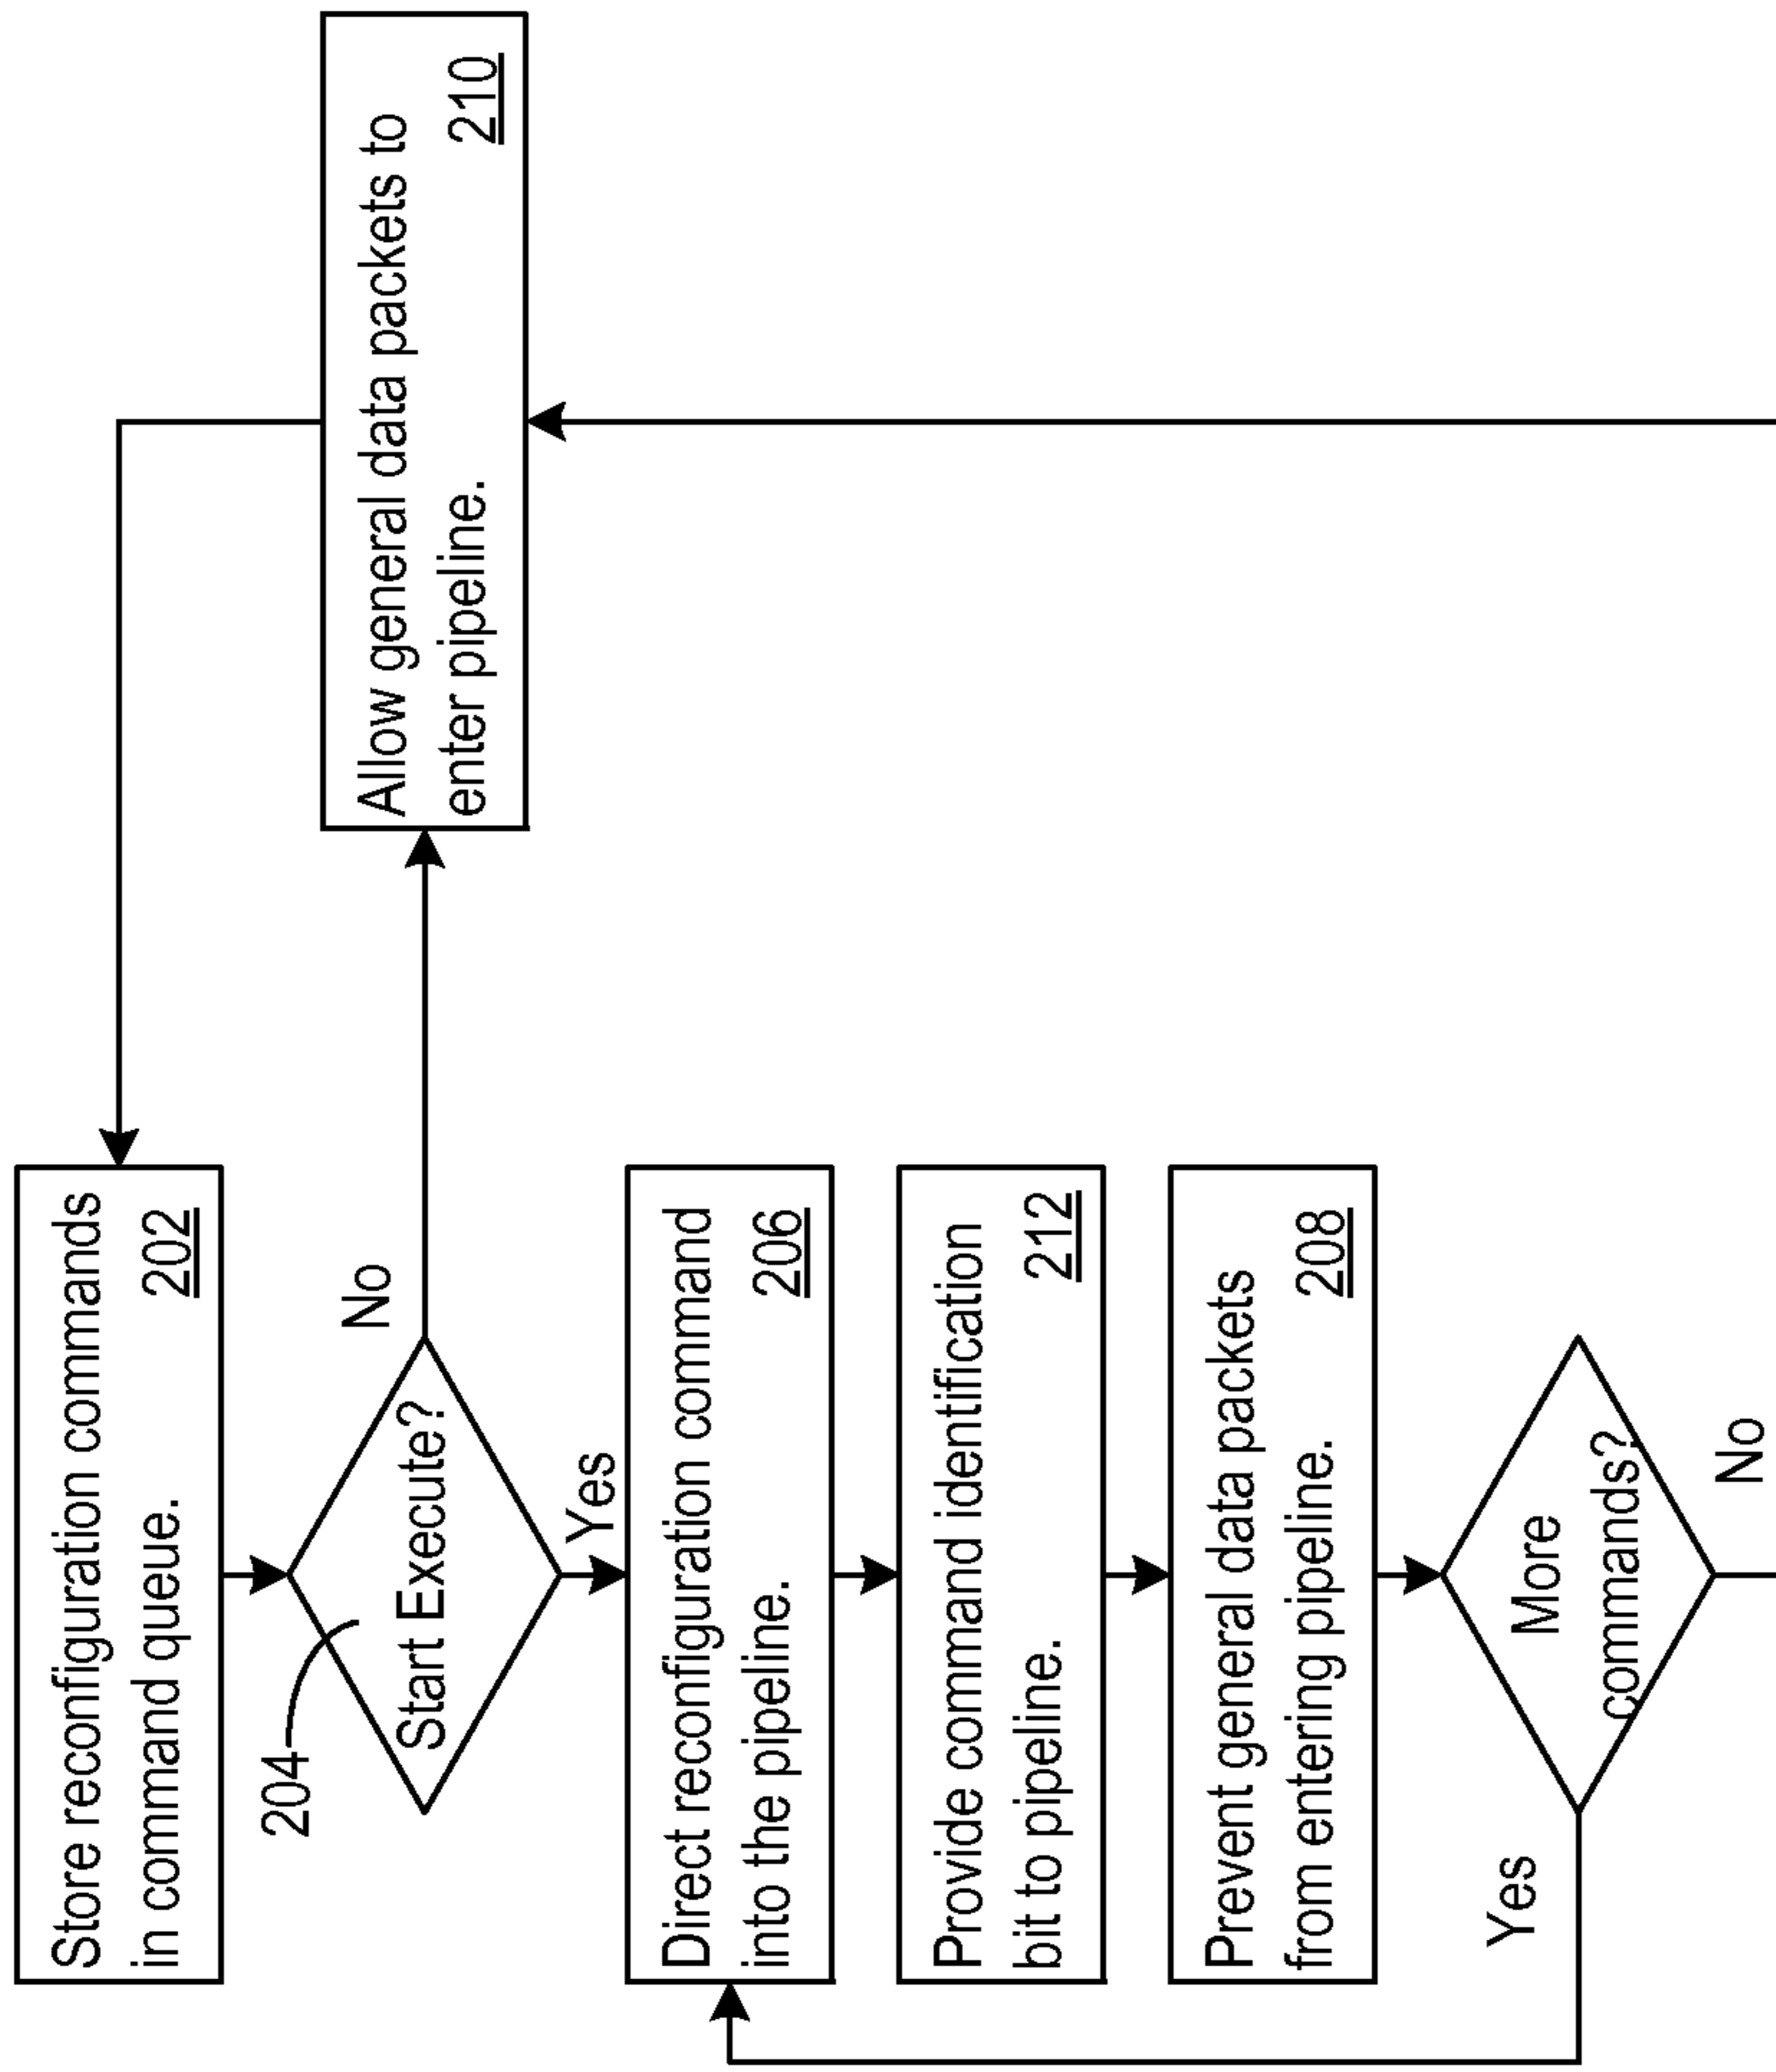 Store reconfiguration commands
in command queue.
202
204
Start Execute?
No
Yes
Allow general data packets to
enter pipeline.
210
Direct reconfiguration command
into the pipeline.
206
Provide command identification
bit to pipeline.
212
Prevent general data packets
from entering pipeline.
208
More
commands?
Yes
No